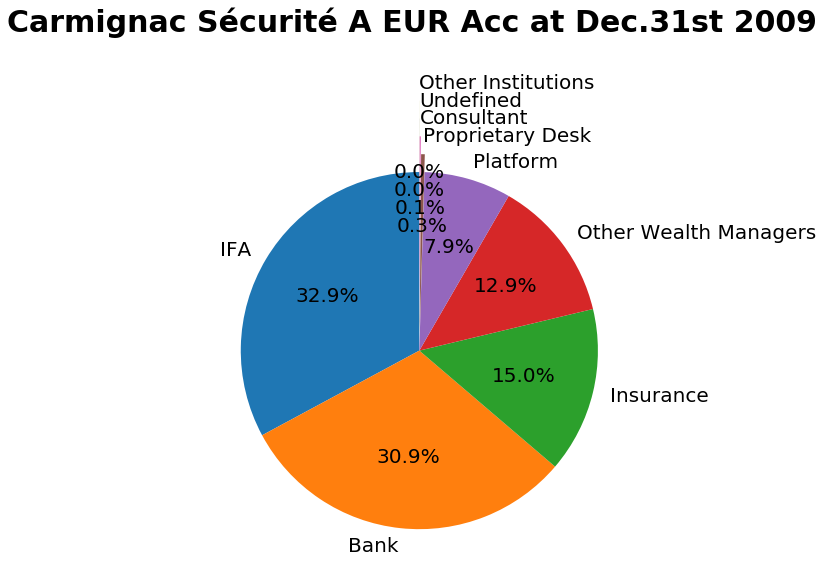 Carmignac Sécurité A EUR Acc at Dec.31st 2009
Other Institutions
Undefined
Consultant
Proprietary Desk
Platform
0.0%
0.0%
0.1%
0.3%
7.9%
Other Wealth Managers
IFA
12.9%
32.9%
15.0%
Insurance
30.9%
Bank